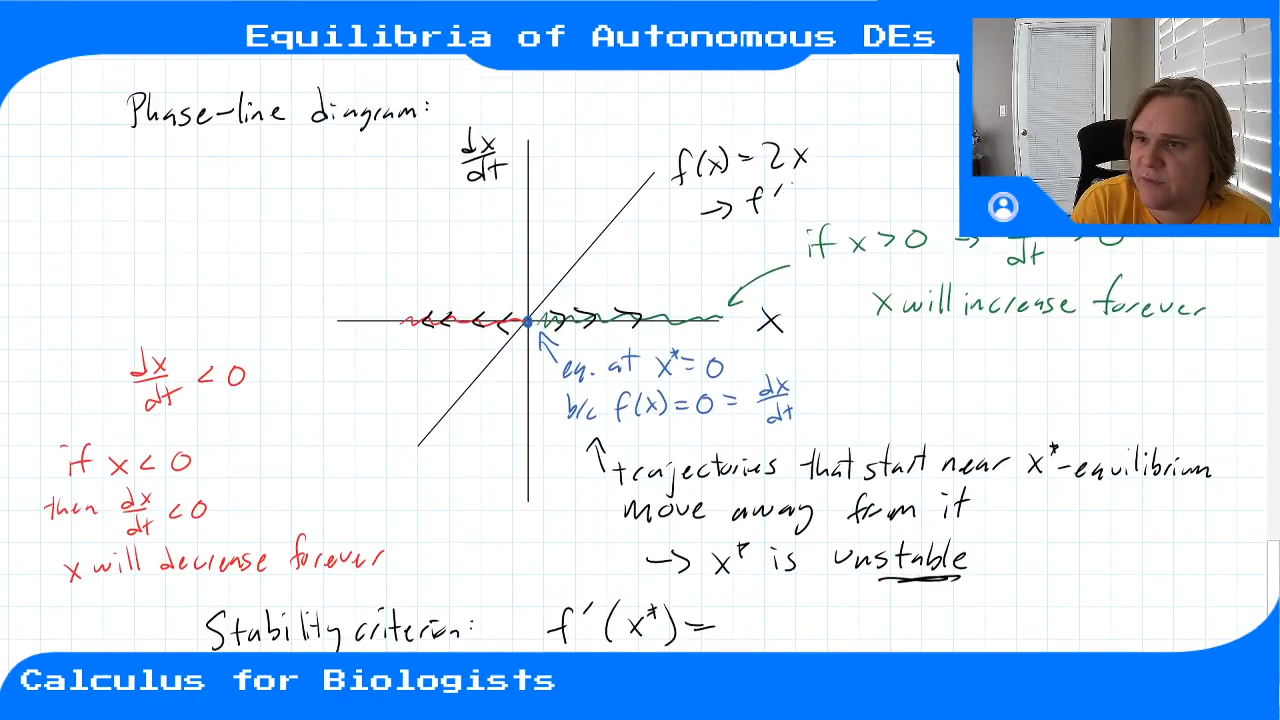 Equilibria of Autonomous DEs
Phase-line diagram:
dx/dt
f(x) = 2x
→ f'
if x > 0 →
dt > 0
x will increase forever
x
eq. at x* = 0
b/c f(x) = 0 = dx/dt
dx/dt < 0
if x < 0
then dx/dt < 0
x will decrease forever
trajectories that start near x*-equilibrium
move away from it
→ x* is unstable
Stability criterion: f'(x*) =
Calculus for Biologists